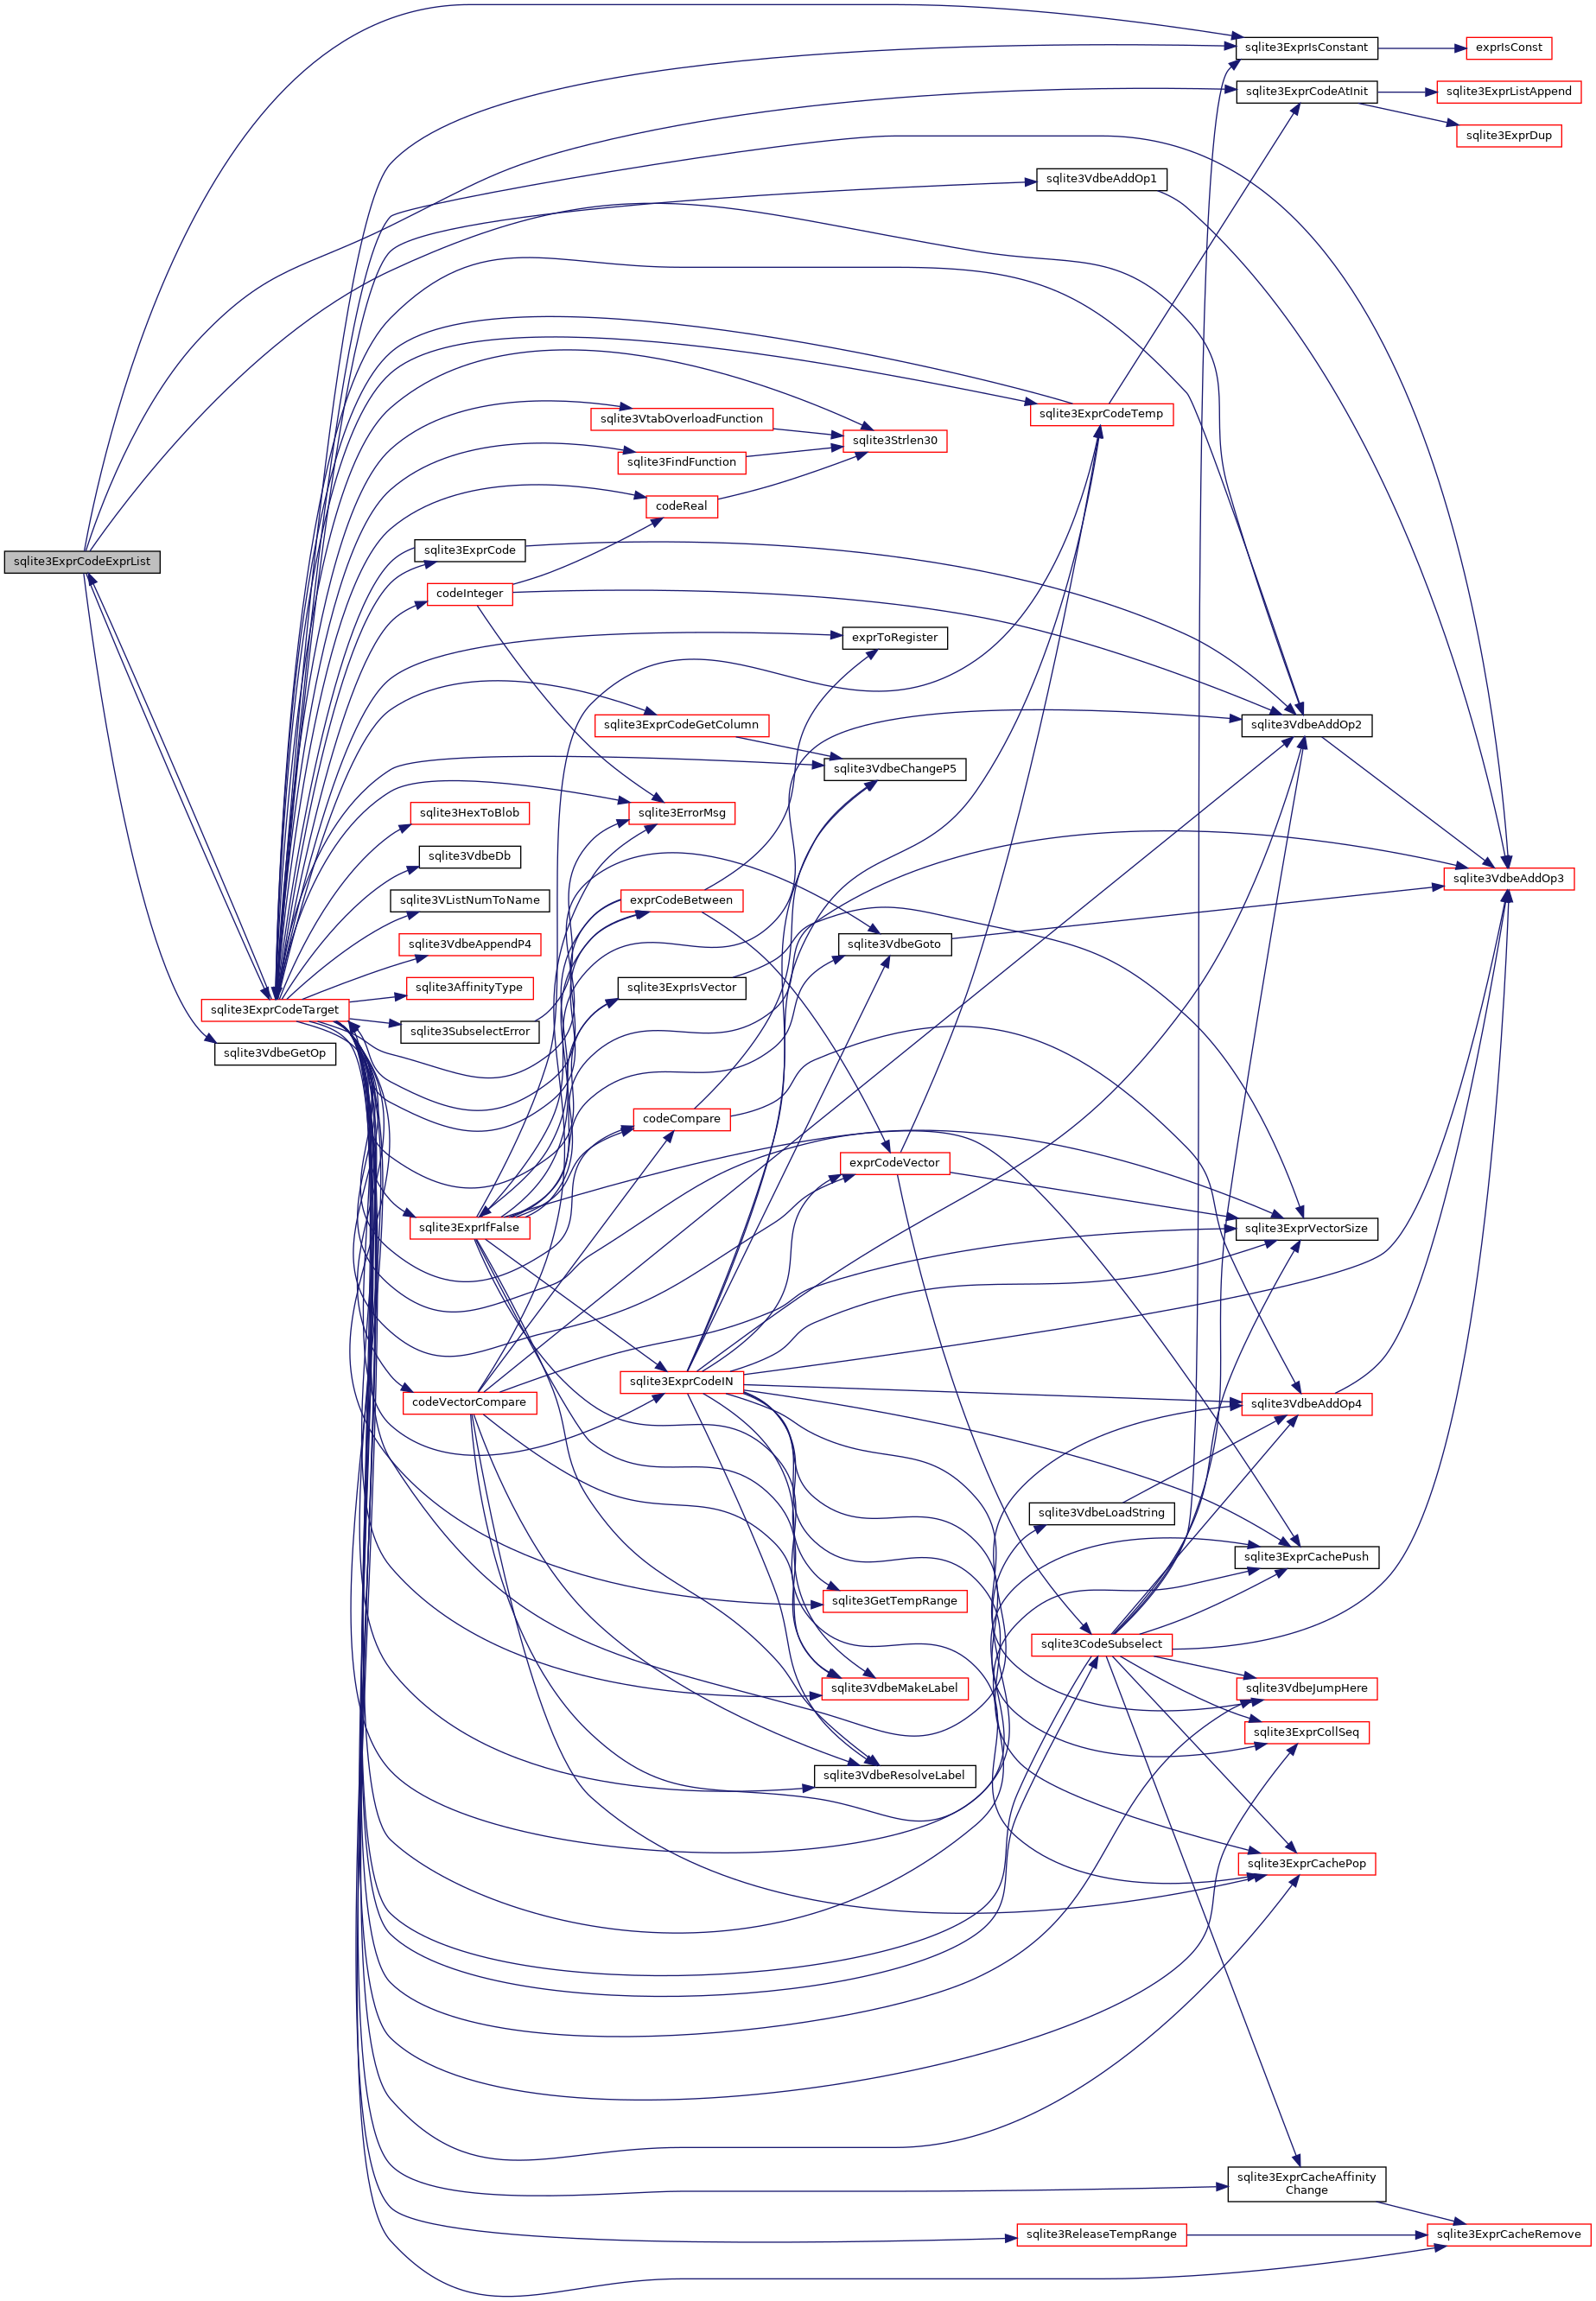 sqlite3ExprIsConstant
exprIsConst
sqlite3ExprCodeAtInit
sqlite3ExprListAppend
sqlite3ExprDup
sqlite3VdbeAddOp1
sqlite3ExprCodeTemp
sqlite3VtabOverloadFunction
sqlite3Strlen30
sqlite3FindFunction
codeReal
sqlite3ExprCode
sqlite3ExprCodeExprList
codeInteger
exprToRegister
sqlite3ExprCodeGetColumn
sqlite3VdbeAddOp2
sqlite3VdbeChangeP5
sqlite3HexToBlob
sqlite3ErrorMsg
sqlite3VdbeDb
sqlite3VdbeAddOp3
sqlite3VListNumToName
exprCodeBetween
sqlite3VdbeAppendP4
sqlite3VdbeGoto
sqlite3AffinityType
sqlite3ExprIsVector
sqlite3ExprCodeTarget
sqlite3SubselectError
sqlite3VdbeGetOp
codeCompare
exprCodeVector
sqlite3ExprIfFalse
sqlite3ExprVectorSize
sqlite3ExprCodeIN
codeVectorCompare
sqlite3VdbeAddOp4
sqlite3VdbeLoadString
sqlite3ExprCachePush
sqlite3GetTempRange
sqlite3CodeSubselect
sqlite3VdbeMakeLabel
sqlite3VdbeJumpHere
sqlite3ExprCollSeq
sqlite3VdbeResolveLabel
sqlite3ExprCachePop
sqlite3ExprCacheAffinity
Change
sqlite3ReleaseTempRange
sqlite3ExprCacheRemove